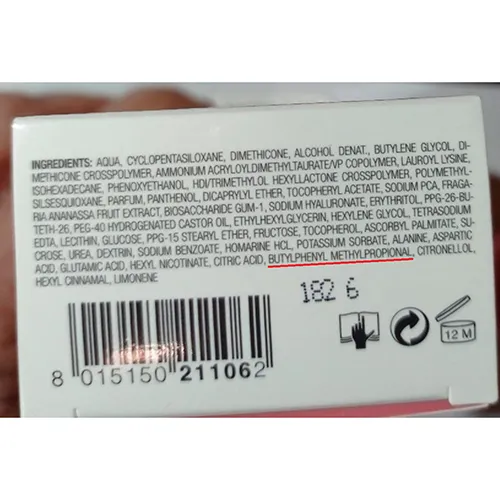 INGREDIENTS: AQUA, CYCLOPENTASILOXANE, DIMETHICONE, ALCOHOL DENAT., BUTYLENE GLYCOL, DI-
METHICONE CROSSPOLYMER, AMMONIUM ACRYLOYLDIMETHYLTAURATE/VP COPOLYMER, LAUROYL LYSINE,
ISOHEXADECANE, PHENOXYETHANOL, HDI/TRIMETHYLOL HEXYLLACTONE CROSSPOLYMER, POLYMETHYL-
SILSESQUIOXANE, PARFUM, PANTHENOL, DICAPRYLYL ETHER, TOCOPHERYL ACETATE, SODIUM PCA, FRAGA-
RIA ANANASSA FRUIT EXTRACT, BIOSACCHARIDE GUM-1, SODIUM HYALURONATE, ERYTHRITOL, PPG-26-BU-
TETH-26, PEG-40 HYDROGENATED CASTOR OIL, ETHYLHEXYLGLYCERIN, HEXYLENE GLYCOL, TETRASODIUM
EDTA, LECITHIN, GLUCOSE, PPG-15 STEARYL ETHER, FRUCTOSE, TOCOPHEROL, ASCORBYL PALMITATE, SU-
CROSE, UREA, DEXTRIN, SODIUM BENZOATE, HOMARINE HCL, POTASSIUM SORBATE, ALANINE, ASPARTIC
ACID, GLUTAMIC ACID, HEXYL NICOTINATE, CITRIC ACID, BUTYLPHENYL METHYLPROPIONAL, CITRONELLOL,
HEXYL CINNAMAL, LIMONENE
182 6
12 M
8 015150 211062